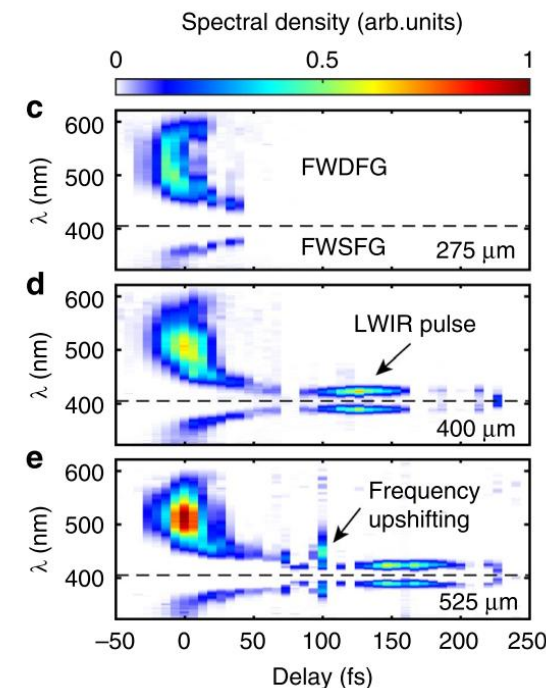 Spectral density (arb.units)
0 0.5 1
c
600
500
400
λ (nm)
FWDFG
FWSFG
275 μm
d
600
500
400
λ (nm)
LWIR pulse
400 μm
e
600
500
400
λ (nm)
Frequency
upshifting
525 μm
−50 0 50 100 150 200 250
Delay (fs)